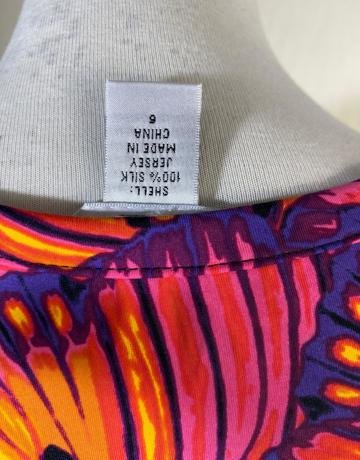 SHELL:
100% SILK
JERSEY
MADE IN
CHINA
6